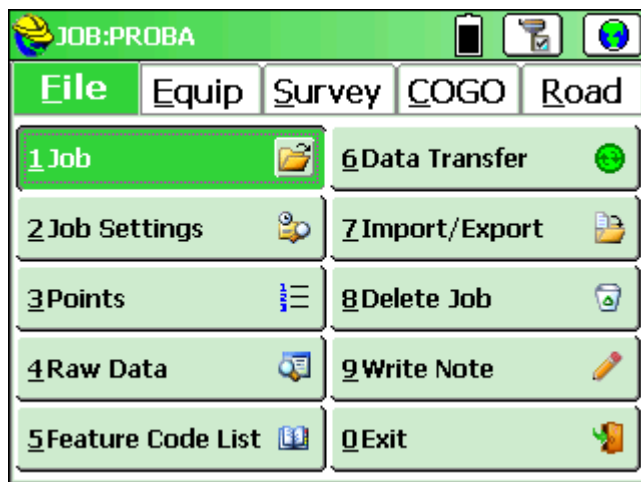 JOB:PROBA
File Equip Survey COGO Road
1 Job
6 Data Transfer
2 Job Settings
7 Import/Export
3 Points
8 Delete Job
4 Raw Data
9 Write Note
5 Feature Code List
0 Exit